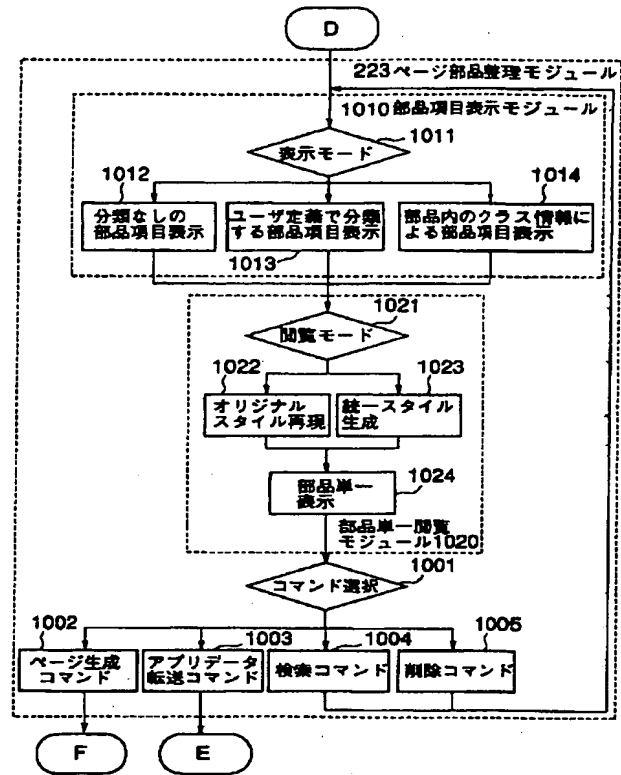 D
223ページ部品整理モジュール
1010部品項目表示モジュール
1011
表示モード
1012
1014
分類なしの
部品項目表示
ユーザ定義で分類
する部品項目表示
部品内のクラス情報に
よる部品項目表示
1013
1021
閲覧モード
1022
1023
オリジナル
スタイル再現
統一スタイル
生成
1024
部品単一
表示
部品単一閲覧
モジュール1020
1001
コマンド選択
1002
1003
1004
1005
ページ生成
コマンド
アプリデータ
転送コマンド
検索コマンド
削除コマンド
F
E